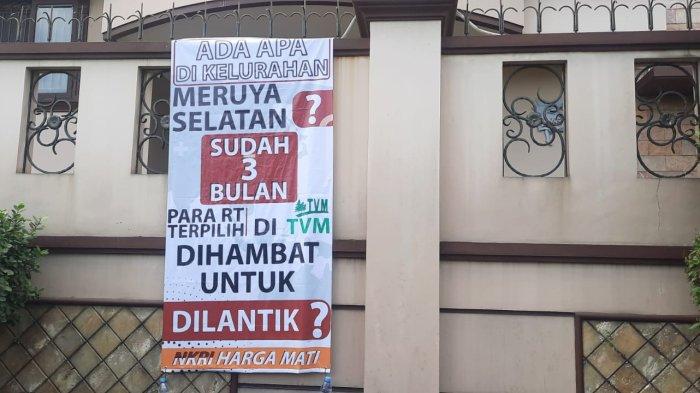 ADA APA
DI KELURAHAN
MERUYA
SELATAN ?
SUDAH
3
BULAN
PARA RT
TERPILIH DI TVM
TVM
DIHAMBAT
UNTUK
DILANTIK ?
NKRI HARGA MATI